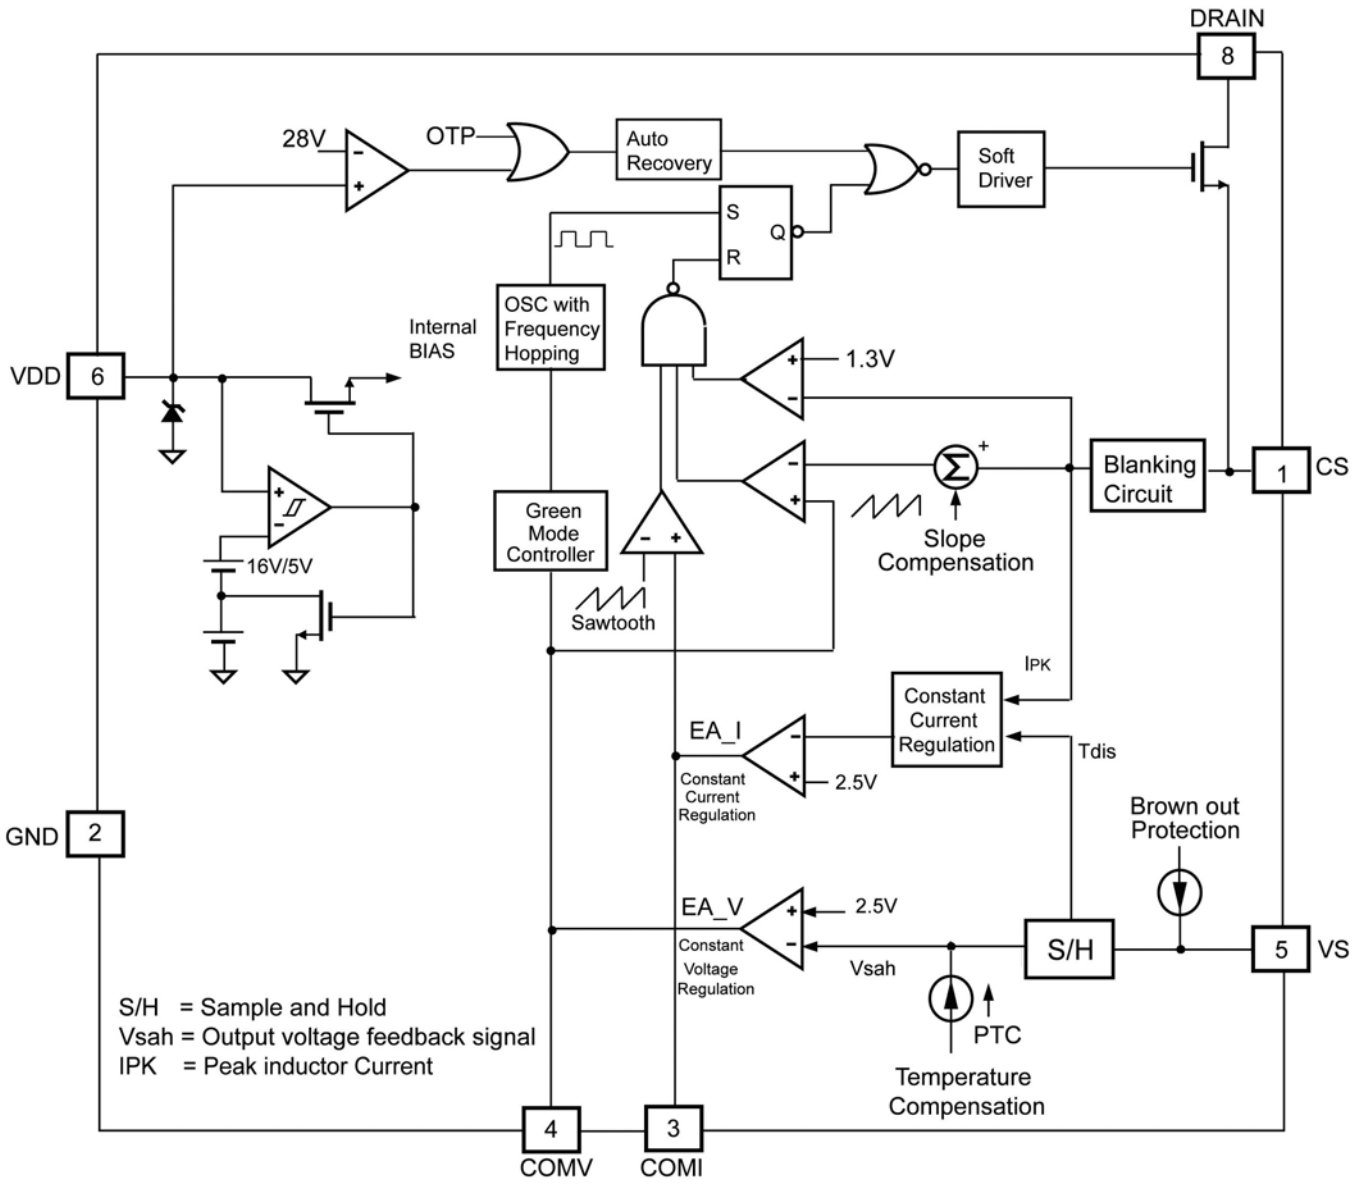 DRAIN
8
28V
-
+
OTP
Auto
Recovery
Soft
Driver
S
Q
R
OSC with
Frequency
Hopping
Internal
BIAS
VDD
6
+
1.3V
-
+
-
16V/5V
Green
Mode
Controller
-
+
Σ
+
Blanking
Circuit
1
CS
Slope
Compensation
-
+
Sawtooth
IPK
Constant
Current
Regulation
Tdis
EA_I
-
+
2.5V
Constant
Current
Regulation
GND
2
Brown out
Protection
EA_V
+
2.5V
-
Constant
Voltage
Regulation
Vsah
S/H
5
VS
PTC
Temperature
Compensation
S/H = Sample and Hold
Vsah = Output voltage feedback signal
IPK = Peak inductor Current
4
3
COMV
COMI